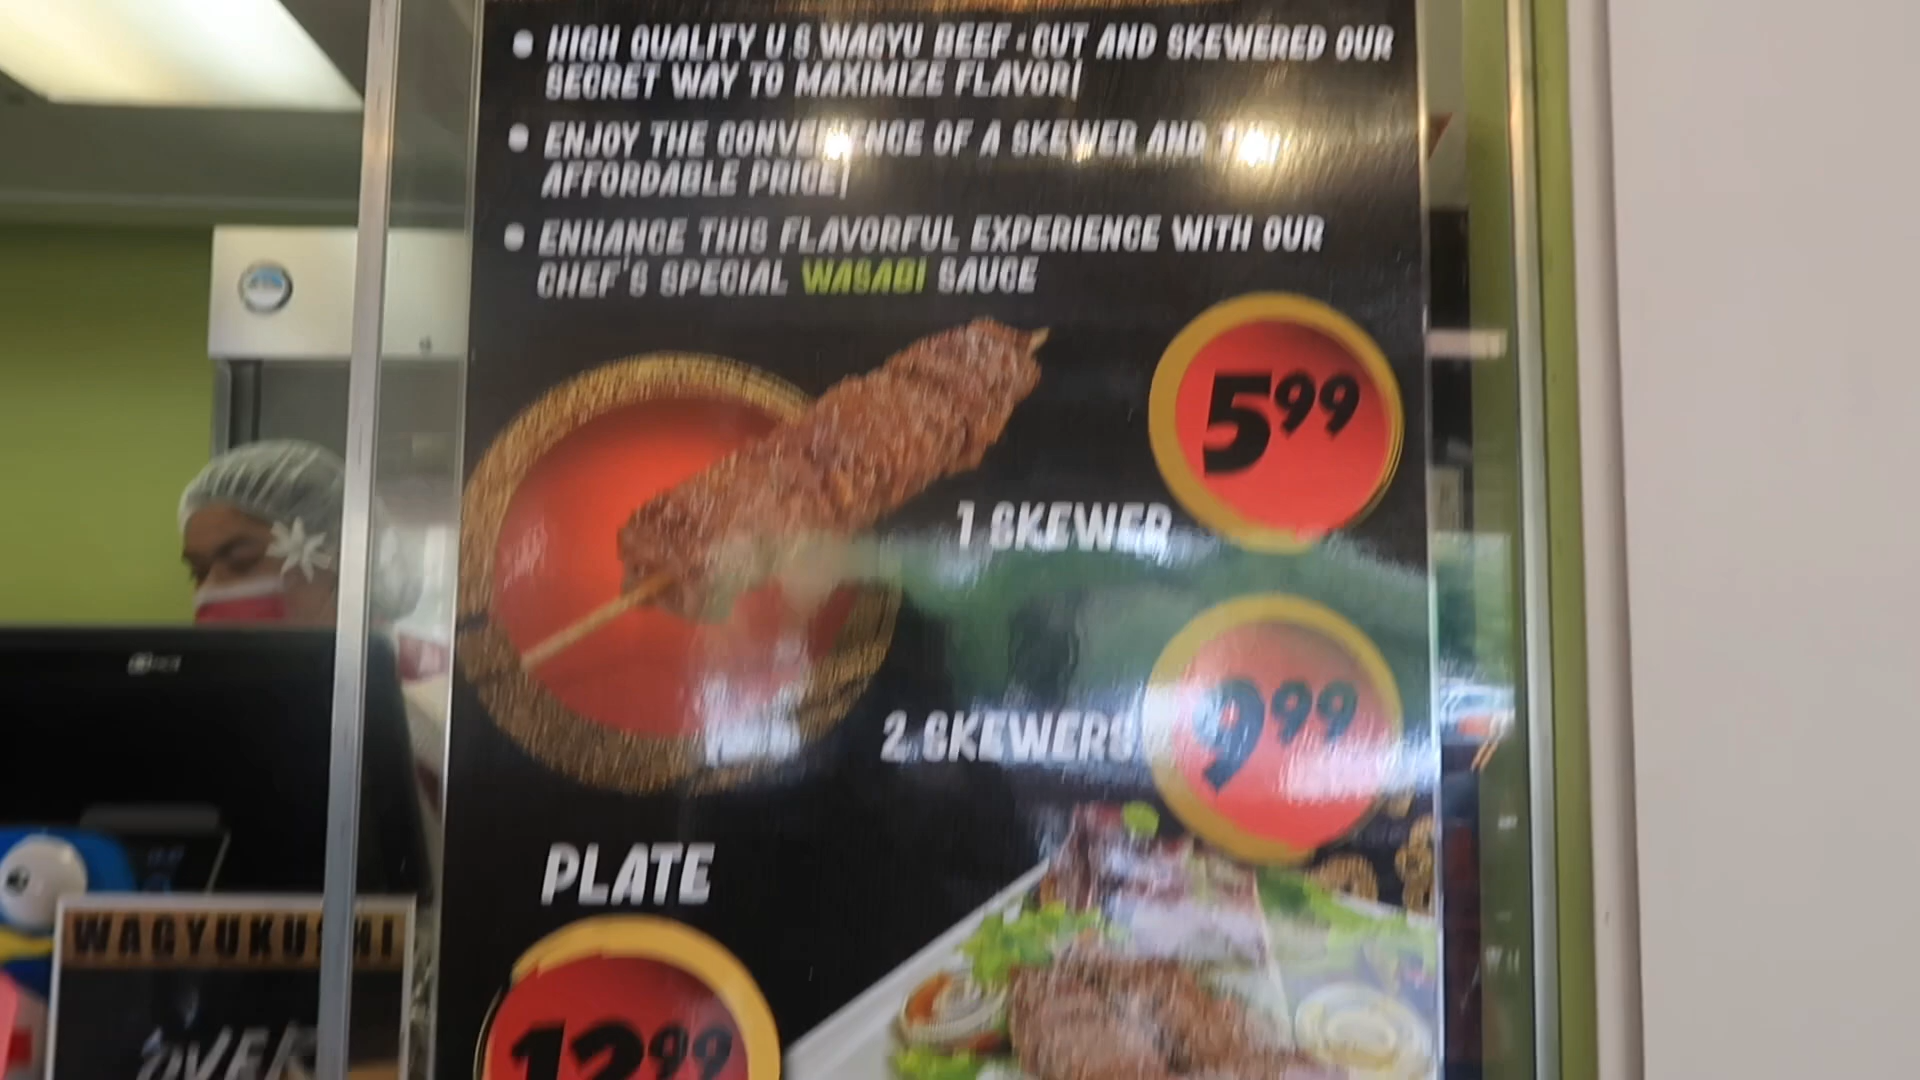 • HIGH QUALITY U.S. WAGYU BEEF - CUT AND SKEWERED OUR
SECRET WAY TO MAXIMIZE FLAVOR!
• ENJOY THE CONVENIENCE OF A SKEWER AND
AFFORDABLE PRICE!
• ENHANCE THIS FLAVORFUL EXPERIENCE WITH OUR
CHEF'S SPECIAL WASABI SAUCE
5 99
1 SKEWER
9 99
2 SKEWERS
PLATE
12 99
WAGYUKUSHI
OVER